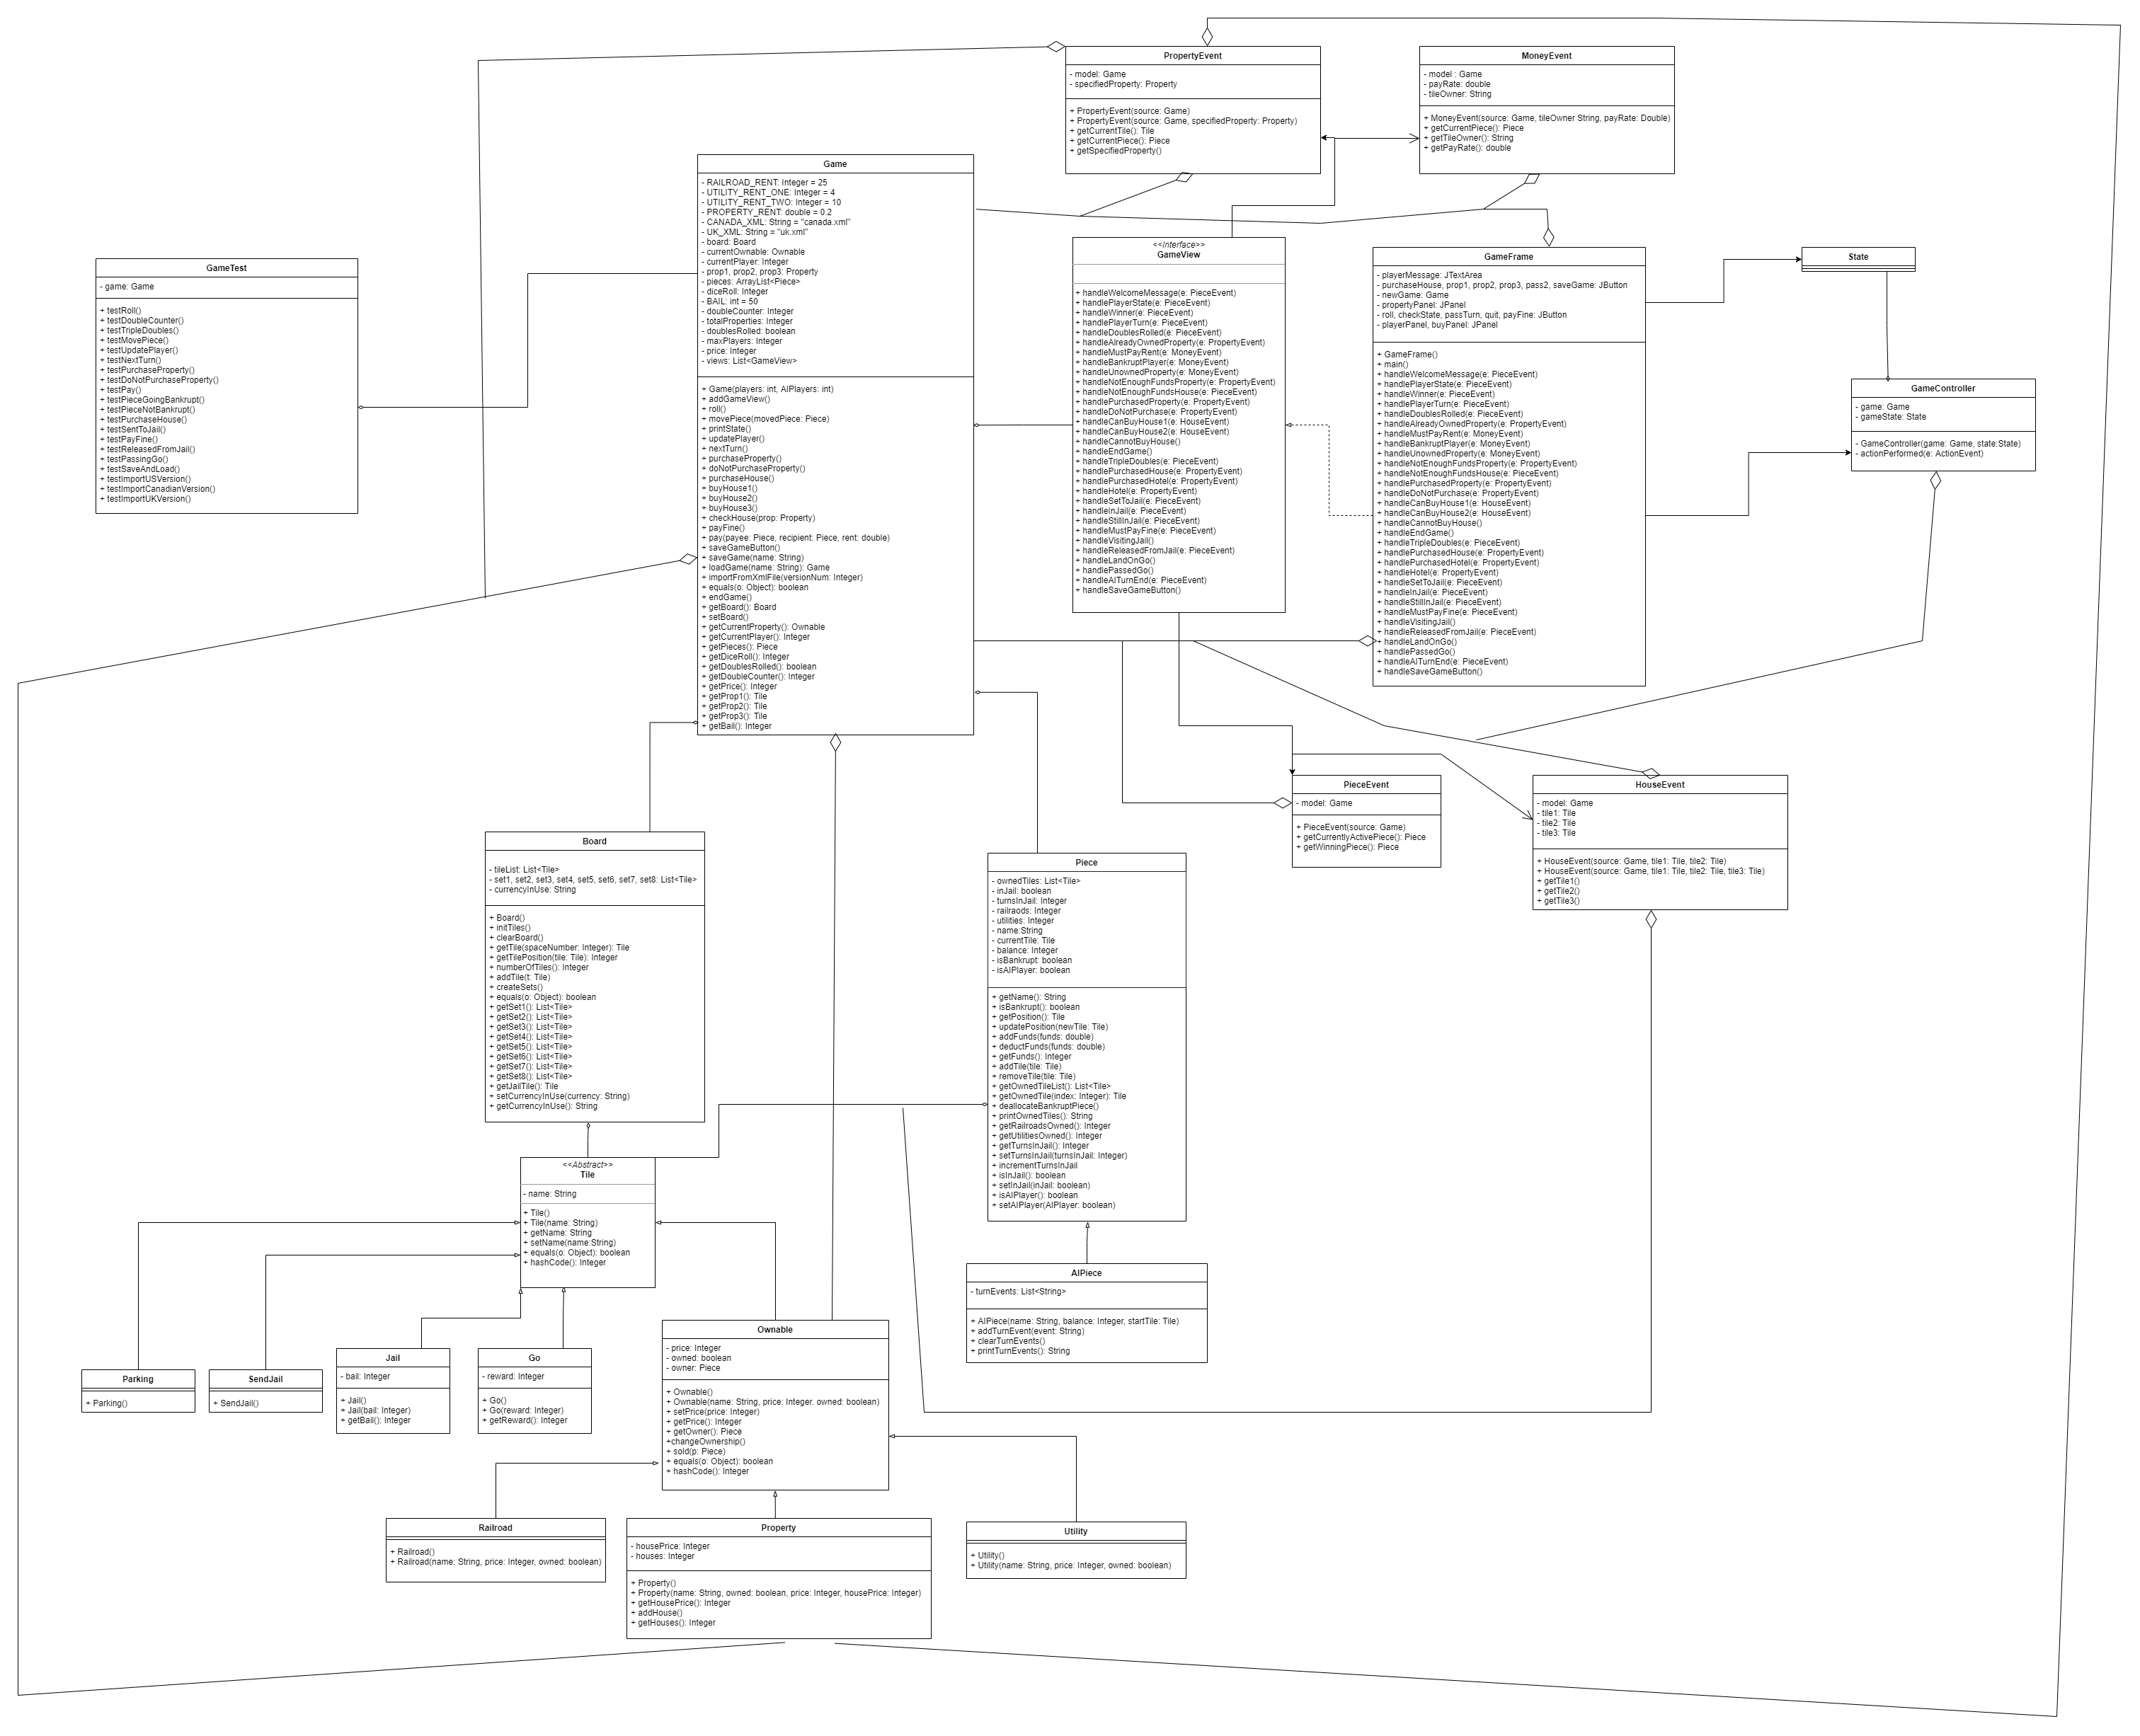 PropertyEvent
- model: Game
- specifiedProperty: Property
+ PropertyEvent(source: Game)
+ PropertyEvent(source: Game, specifiedProperty: Property)
+ getCurrentTile(): Tile
+ getCurrentPiece(): Piece
+ getSpecifiedProperty()
MoneyEvent
- model : Game
- payRate: double
- tileOwner: String
+ MoneyEvent(source: Game, tileOwner String, payRate: Double)
+ getCurrentPiece(): Piece
+ getTileOwner(): String
+ getPayRate(): double
Game
- RAILROAD_RENT: Integer = 25
- UTILITY_RENT_ONE: Integer = 4
- UTILITY_RENT_TWO: Integer = 10
- PROPERTY_RENT: double = 0.2
- CANADA_XML: String = "canada.xml"
- UK_XML: String = "uk.xml"
- board: Board
- currentOwnable: Ownable
- currentPlayer: Integer
- prop1, prop2, prop3: Property
- pieces: ArrayList<Piece>
- diceRoll: Integer
- BAIL: int = 50
- doubleCounter: Integer
- totalProperties: Integer
- doublesRolled: boolean
- maxPlayers: Integer
- price: Integer
- views: List<GameView>
+ Game(players: int, AIPlayers: int)
+ addGameView()
+ roll()
+ movePiece(movedPiece: Piece)
+ printState()
+ updatePlayer()
+ nextTurn()
+ purchaseProperty()
+ doNotPurchaseProperty()
+ purchaseHouse()
+ buyHouse1()
+ buyHouse2()
+ buyHouse3()
+ checkHouse(prop: Property)
+ payFine()
+ pay(payee: Piece, recipient: Piece, rent: double)
+ saveGameButton()
+ saveGame(name: String)
+ loadGame(name: String): Game
+ importFromXmlFile(versionNum: Integer)
+ equals(o: Object): boolean
+ endGame()
+ getBoard(): Board
+ setBoard()
+ getCurrentProperty(): Ownable
+ getCurrentPlayer(): Integer
+ getPieces(): Piece
+ getDiceRoll(): Integer
+ getDoublesRolled(): boolean
+ getDoubleCounter(): Integer
+ getPrice(): Integer
+ getProp1(): Tile
+ getProp2(): Tile
+ getProp3(): Tile
+ getBail(): Integer
GameTest
- game: Game
+ testRoll()
+ testDoubleCounter()
+ testTripleDoubles()
+ testMovePiece()
+ testUpdatePlayer()
+ testNextTurn()
+ testPurchaseProperty()
+ testDoNotPurchaseProperty()
+ testPay()
+ testPieceGoingBankrupt()
+ testPieceNotBankrupt()
+ testPurchaseHouse()
+ testSentToJail()
+ testPayFine()
+ testReleasedFromJail()
+ testPassingGo()
+ testSaveAndLoad()
+ testImportUSVersion()
+ testImportCanadianVersion()
+ testImportUKVersion()
<<Interface>>
GameView
+ handleWelcomeMessage(e: PieceEvent)
+ handlePlayerState(e: PieceEvent)
+ handleWinner(e: PieceEvent)
+ handlePlayerTurn(e: PieceEvent)
+ handleDoublesRolled(e: PieceEvent)
+ handleAlreadyOwnedProperty(e: PropertyEvent)
+ handleMustPayRent(e: MoneyEvent)
+ handleBankruptPlayer(e: MoneyEvent)
+ handleUnownedProperty(e: MoneyEvent)
+ handleNotEnoughFundsProperty(e: PropertyEvent)
+ handleNotEnoughFundsHouse(e: PieceEvent)
+ handlePurchasedProperty(e: PropertyEvent)
+ handleDoNotPurchase(e: PropertyEvent)
+ handleCanBuyHouse1(e: HouseEvent)
+ handleCanBuyHouse2(e: HouseEvent)
+ handleCannotBuyHouse()
+ handleEndGame()
+ handleTripleDoubles(e: PieceEvent)
+ handlePurchasedHouse(e: PropertyEvent)
+ handlePurchasedHotel(e: PropertyEvent)
+ handleHotel(e: PropertyEvent)
+ handleSetToJail(e: PieceEvent)
+ handleInJail(e: PieceEvent)
+ handleStillInJail(e: PieceEvent)
+ handleMustPayFine(e: PieceEvent)
+ handleVisitingJail()
+ handleReleasedFromJail(e: PieceEvent)
+ handleLandOnGo()
+ handlePassedGo()
+ handleAITurnEnd(e: PieceEvent)
+ handleSaveGameButton()
GameFrame
- playerMessage: JTextArea
- purchaseHouse, prop1, prop2, prop3, pass2, saveGame: JButton
- newGame: Game
- propertyPanel: JPanel
- roll, checkState, passTurn, quit, payFine: JButton
- playerPanel, buyPanel: JPanel
+ GameFrame()
+ main()
+ handleWelcomeMessage(e: PieceEvent)
+ handlePlayerState(e: PieceEvent)
+ handleWinner(e: PieceEvent)
+ handlePlayerTurn(e: PieceEvent)
+ handleDoublesRolled(e: PieceEvent)
+ handleAlreadyOwnedProperty(e: PropertyEvent)
+ handleMustPayRent(e: MoneyEvent)
+ handleBankruptPlayer(e: MoneyEvent)
+ handleUnownedProperty(e: MoneyEvent)
+ handleNotEnoughFundsProperty(e: PropertyEvent)
+ handleNotEnoughFundsHouse(e: PieceEvent)
+ handlePurchasedProperty(e: PropertyEvent)
+ handleDoNotPurchase(e: PropertyEvent)
+ handleCanBuyHouse1(e: HouseEvent)
+ handleCanBuyHouse2(e: HouseEvent)
+ handleCannotBuyHouse()
+ handleEndGame()
+ handleTripleDoubles(e: PieceEvent)
+ handlePurchasedHouse(e: PropertyEvent)
+ handlePurchasedHotel(e: PropertyEvent)
+ handleHotel(e: PropertyEvent)
+ handleSetToJail(e: PieceEvent)
+ handleInJail(e: PieceEvent)
+ handleStillInJail(e: PieceEvent)
+ handleMustPayFine(e: PieceEvent)
+ handleVisitingJail()
+ handleReleasedFromJail(e: PieceEvent)
+ handleLandOnGo()
+ handlePassedGo()
+ handleAITurnEnd(e: PieceEvent)
+ handleSaveGameButton()
State
GameController
- game: Game
- gameState: State
- GameController(game: Game, state:State)
- actionPerformed(e: ActionEvent)
PieceEvent
- model: Game
+ PieceEvent(source: Game)
+ getCurrentlyActivePiece(): Piece
+ getWinningPiece(): Piece
HouseEvent
- model: Game
- tile1: Tile
- tile2: Tile
- tile3: Tile
+ HouseEvent(source: Game, tile1: Tile, tile2: Tile)
+ HouseEvent(source: Game, tile1: Tile, tile2: Tile, tile3: Tile)
+ getTile1()
+ getTile2()
+ getTile3()
Board
- tileList: List<Tile>
- set1, set2, set3, set4, set5, set6, set7, set8: List<Tile>
- currencyInUse: String
+ Board()
+ initTiles()
+ clearBoard()
+ getTile(spaceNumber: Integer): Tile
+ getTilePosition(tile: Tile): Integer
+ numberOfTiles(): Integer
+ addTile(t: Tile)
+ createSets()
+ equals(o: Object): boolean
+ getSet1(): List<Tile>
+ getSet2(): List<Tile>
+ getSet3(): List<Tile>
+ getSet4(): List<Tile>
+ getSet5(): List<Tile>
+ getSet6(): List<Tile>
+ getSet7(): List<Tile>
+ getSet8(): List<Tile>
+ getJailTile(): Tile
+ setCurrencyInUse(currency: String)
+ getCurrencyInUse(): String
Piece
- ownedTiles: List<Tile>
- inJail: boolean
- turnsInJail: Integer
- railraods: Integer
- utilities: Integer
- name:String
- currentTile: Tile
- balance: Integer
- isBankrupt: boolean
- isAIPlayer: boolean
+ getName(): String
+ isBankrupt(): boolean
+ getPosition(): Tile
+ updatePosition(newTile: Tile)
+ addFunds(funds: double)
+ deductFunds(funds: double)
+ getFunds(): Integer
+ addTile(tile: Tile)
+ removeTile(tile: Tile)
+ getOwnedTileList(): List<Tile>
+ getOwnedTile(index: Integer): Tile
+ deallocateBankruptPiece()
+ printOwnedTiles(): String
+ getRailroadsOwned(): Integer
+ getUtilitiesOwned(): Integer
+ getTurnsInJail(): Integer
+ setTurnsInJail(turnsInJail: Integer)
+ incrementTurnsInJail
+ isInJail(): boolean
+ setInJail(inJail: boolean)
+ isAIPlayer(): boolean
+ setAIPlayer(AIPlayer: boolean)
<<Abstract>>
Tile
- name: String
+ Tile()
+ Tile(name: String)
+ getName: String
+ setName(name:String)
+ equals(o: Object): boolean
+ hashCode(): Integer
AIPiece
- turnEvents: List<String>
+ AIPiece(name: String, balance: Integer, startTile: Tile)
+ addTurnEvent(event: String)
+ clearTurnEvents()
+ printTurnEvents(): String
Parking
+ Parking()
SendJail
+ SendJail()
Jail
- bail: Integer
+ Jail()
+ Jail(bail: Integer)
+ getBail(): Integer
Go
- reward: Integer
+ Go()
+ Go(reward: Integer)
+ getReward(): Integer
Ownable
- price: Integer
- owned: boolean
- owner: Piece
+ Ownable()
+ Ownable(name: String, price: Integer. owned: boolean)
+ setPrice(price: Integer)
+ getPrice(): Integer
+ getOwner(): Piece
+changeOwnership()
+ sold(p: Piece)
+ equals(o: Object): boolean
+ hashCode(): Integer
Railroad
+ Railroad()
+ Railroad(name: String, price: Integer, owned: boolean)
Property
- housePrice: Integer
- houses: Integer
+ Property()
+ Property(name: String, owned: boolean, price: Integer, housePrice: Integer)
+ getHousePrice(): Integer
+ addHouse()
+ getHouses(): Integer
Utility
+ Utility()
+ Utility(name: String, price: Integer, owned: boolean)